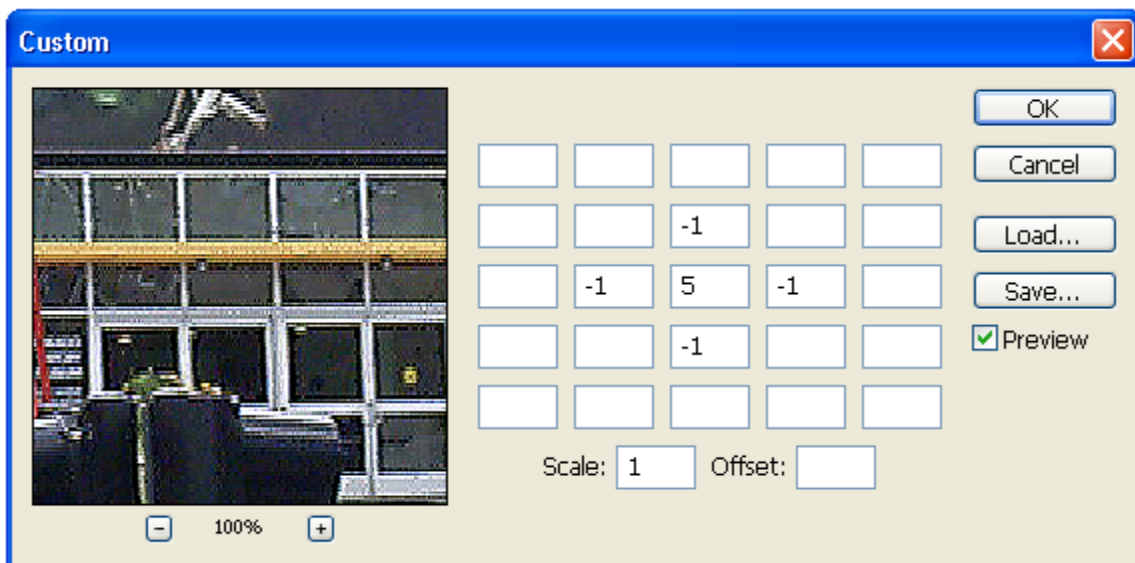 Custom
OK
Cancel
-1
Load...
-1 5 -1
Save...
-1
Preview
Scale: 1 Offset:
100%